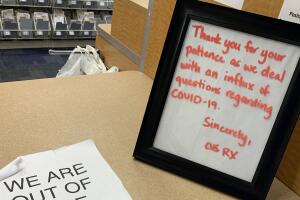 Thank you for your
patience as we deal
with an influx of
questions regarding
COVID-19.
Sincerely,
CVS RX
WE ARE
OUT OF